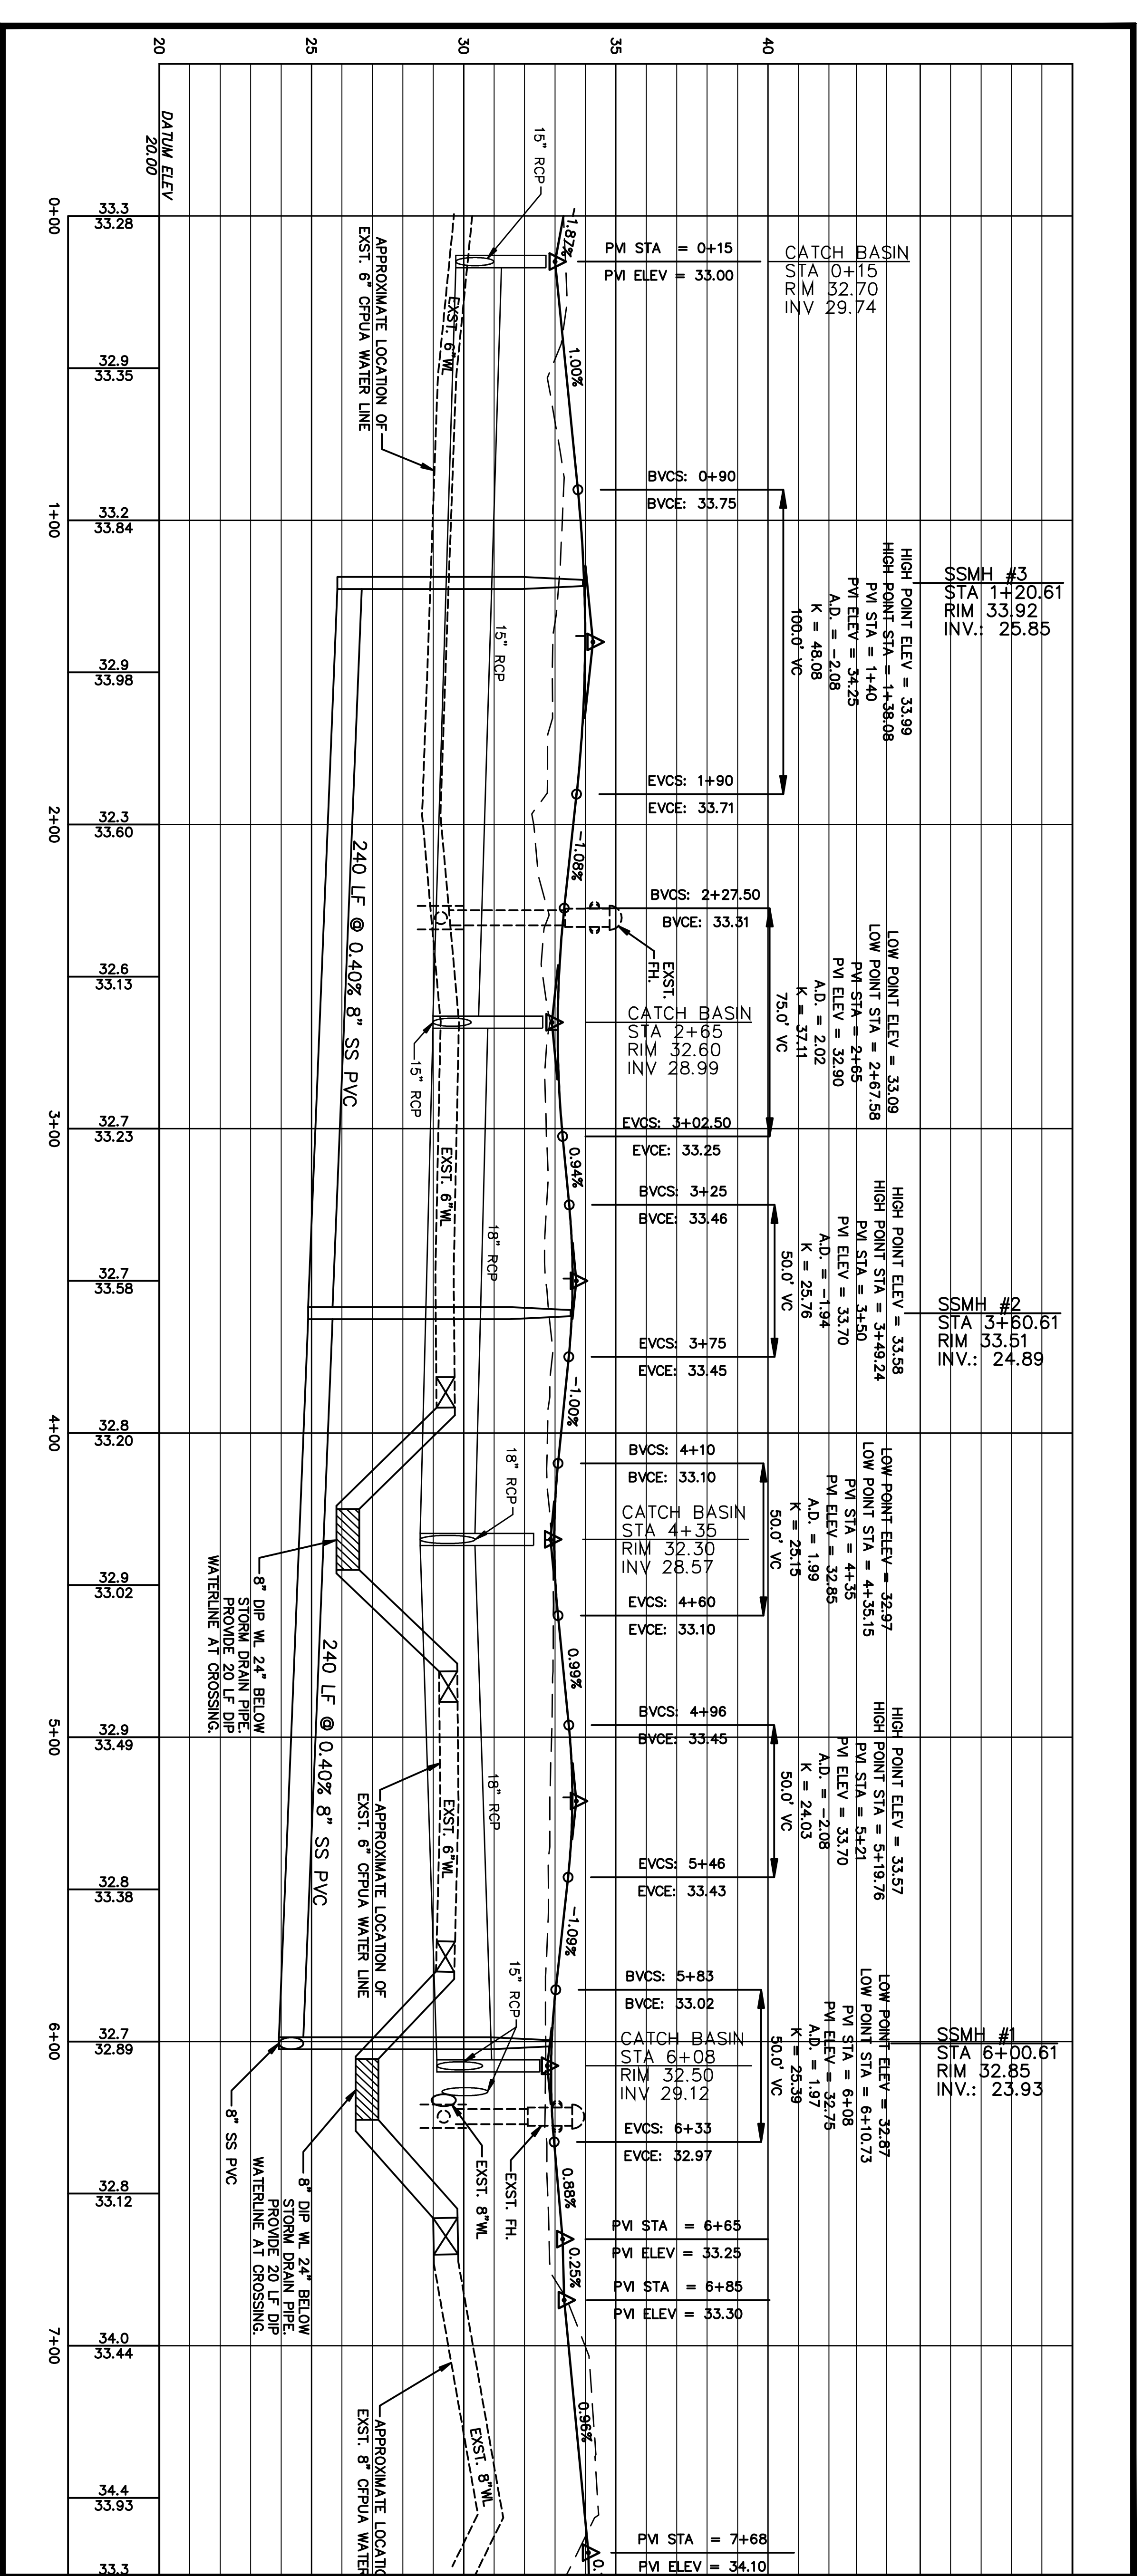 20
25
30
35
40
DATUM ELEV
20.00
0+00
33.3
33.28
32.9
33.35
1+00
33.2
33.84
32.9
33.98
2+00
32.3
33.60
32.6
33.13
3+00
32.7
33.23
32.7
33.58
4+00
32.8
33.20
32.9
33.02
5+00
32.9
33.49
32.8
33.38
6+00
32.7
32.89
32.8
33.12
7+00
34.0
33.44
34.4
33.93
33.3
15" RCP
-1.87%
PVI STA = 0+15
PVI ELEV = 33.00
CATCH BASIN
STA 0+15
RIM 32.70
INV 29.74
EXST. 6"WL
APPROXIMATE LOCATION OF
EXST. 6" CFPUA WATER LINE
1.00%
BVCS: 0+90
BVCE: 33.75
HIGH POINT ELEV = 33.99
HIGH POINT STA = 1+38.08
PVI STA = 1+40
PVI ELEV = 34.25
A.D. = -2.08
K = 48.08
100.0' VC
SSMH #3
STA 1+20.61
RIM 33.92
INV.: 25.85
15" RCP
EVCS: 1+90
EVCE: 33.71
-1.08%
240 LF @ 0.40% 8" SS PVC
BVCS: 2+27.50
BVCE: 33.31
EXST.
FH.
LOW POINT ELEV = 33.09
LOW POINT STA = 2+67.58
PVI STA = 2+65
PVI ELEV = 32.90
A.D. = 2.02
K = 37.11
75.0' VC
CATCH BASIN
STA 2+65
RIM 32.60
INV 28.99
15" RCP
EVCS: 3+02.50
EVCE: 33.25
0.94%
EXST. 6"WL
BVCS: 3+25
BVCE: 33.46
18" RCP
HIGH POINT ELEV = 33.58
HIGH POINT STA = 3+49.24
PVI STA = 3+50
PVI ELEV = 33.70
A.D. = -1.94
K = 25.76
50.0' VC
SSMH #2
STA 3+60.61
RIM 33.51
INV.: 24.89
EVCS: 3+75
EVCE: 33.45
-1.00%
BVCS: 4+10
BVCE: 33.10
LOW POINT ELEV = 32.97
LOW POINT STA = 4+35.15
PVI STA = 4+35
PVI ELEV = 32.85
A.D. = 1.99
K = 25.15
50.0' VC
18" RCP
CATCH BASIN
STA 4+35
RIM 32.30
INV 28.57
8" DIP WL 24" BELOW
STORM DRAIN PIPE.
PROVIDE 20 LF DIP
WATERLINE AT CROSSING.
EVCS: 4+60
EVCE: 33.10
0.99%
240 LF @ 0.40% 8" SS PVC
BVCS: 4+96
BVCE: 33.45
HIGH POINT ELEV = 33.57
HIGH POINT STA = 5+19.76
PVI STA = 5+21
PVI ELEV = 33.70
A.D. = -2.08
K = 24.03
50.0' VC
18" RCP
EXST. 6"WL
APPROXIMATE LOCATION OF
EXST. 6" CFPUA WATER LINE
EVCS: 5+46
EVCE: 33.43
-1.09%
15" RCP
BVCS: 5+83
BVCE: 33.02
LOW POINT ELEV = 32.87
LOW POINT STA = 6+10.73
PVI STA = 6+08
PVI ELEV = 32.75
A.D. = 1.97
K = 25.39
50.0' VC
SSMH #1
STA 6+00.61
RIM 32.85
INV.: 23.93
CATCH BASIN
STA 6+08
RIM 32.50
INV 29.12
EVCS: 6+33
EVCE: 32.97
8" SS PVC
8" DIP WL 24" BELOW
STORM DRAIN PIPE.
PROVIDE 20 LF DIP
WATERLINE AT CROSSING.
EXST. 8"WL
EXST. FH.
0.88%
PVI STA = 6+65
PVI ELEV = 33.25
0.25%
PVI STA = 6+85
PVI ELEV = 33.30
0.96%
EXST. 8"WL
APPROXIMATE LOCATIO
EXST. 8" CFPUA WATER
PVI STA = 7+68
PVI ELEV = 34.10